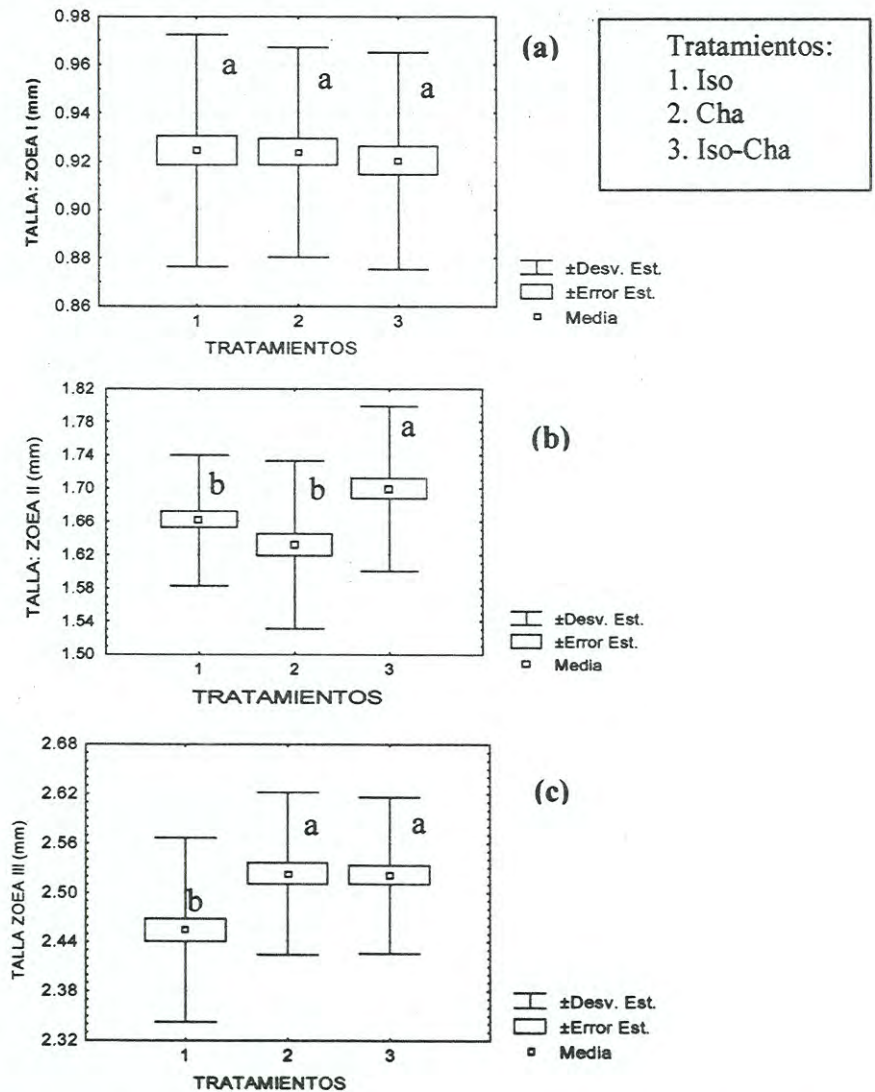 (a)
Tratamientos:
1. Iso
2. Cha
3. Iso-Cha
TALLA: ZOEA I (mm)
0.98
0.96
0.94
0.92
0.90
0.88
0.86
a
a
a
1
2
3
TRATAMIENTOS
±Desv. Est.
±Error Est.
Media
(b)
TALLA: ZOEA II (mm)
1.82
1.78
1.74
1.70
1.66
1.62
1.58
1.54
1.50
b
b
a
1
2
3
TRATAMIENTOS
±Desv. Est.
±Error Est.
Media
(c)
TALLA ZOEA III (mm)
2.68
2.62
2.56
2.50
2.44
2.38
2.32
b
a
a
1
2
3
TRATAMIENTOS
±Desv. Est.
±Error Est.
Media